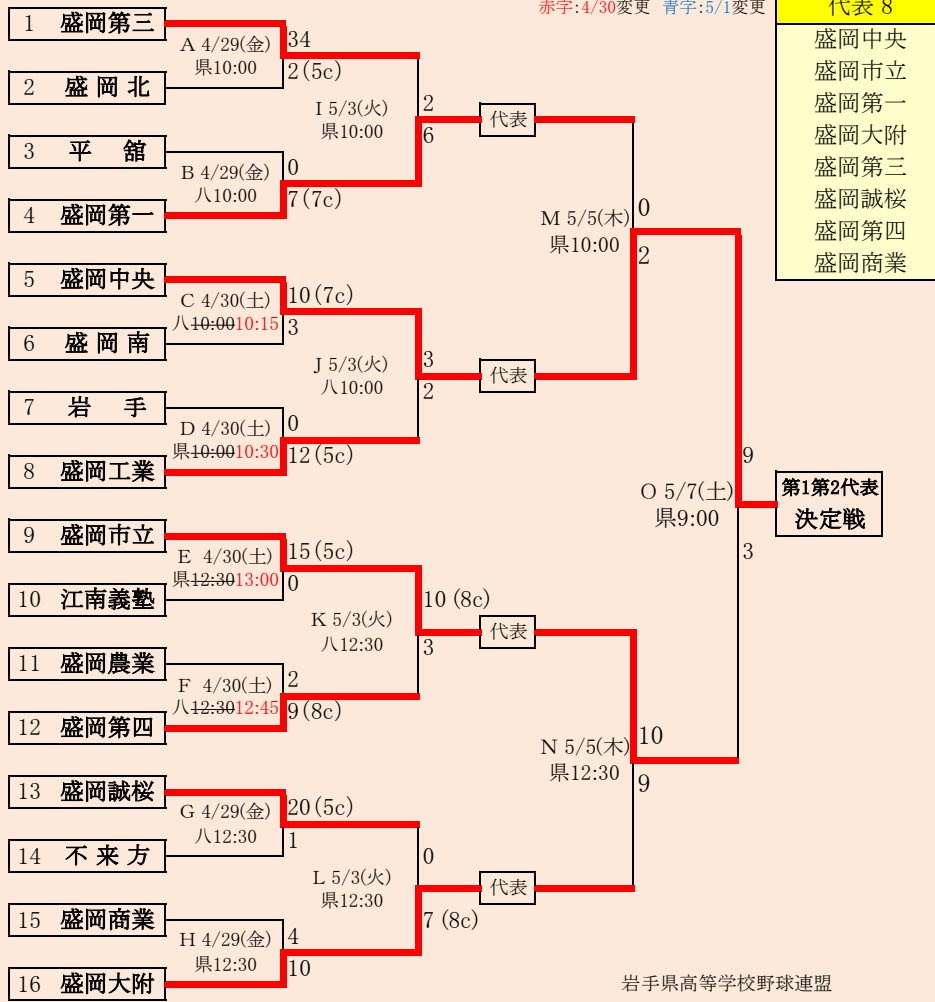 赤字:4/30変更 青字:5/1変更
代表 8
盛岡中央
盛岡市立
盛岡第一
盛岡大附
盛岡第三
盛岡誠桜
盛岡第四
盛岡商業
1 盛岡第三
A 4/29(金)
県10:00
34
2(5c)
2 盛岡北
I 5/3(火)
県10:00
2
6
代表
3 平舘
B 4/29(金)
八10:00
0
7(7c)
4 盛岡第一
M 5/5(木)
県10:00
0
2
5 盛岡中央
C 4/30(土)
八10:0010:15
10(7c)
3
6 盛岡南
J 5/3(火)
八10:00
3
2
代表
7 岩手
D 4/30(土)
県10:0010:30
0
12(5c)
8 盛岡工業
O 5/7(土)
県9:00
9
3
第1第2代表
決定戦
9 盛岡市立
E 4/30(土)
県12:3013:00
15(5c)
0
10 江南義塾
K 5/3(火)
八12:30
10 (8c)
3
代表
11 盛岡農業
F 4/30(土)
八12:3012:45
2
9(8c)
12 盛岡第四
N 5/5(木)
県12:30
10
9
13 盛岡誠桜
G 4/29(金)
八12:30
20(5c)
1
14 不来方
L 5/3(火)
県12:30
0
7 (8c)
代表
15 盛岡商業
H 4/29(金)
県12:30
4
10
16 盛岡大附
岩手県高等学校野球連盟